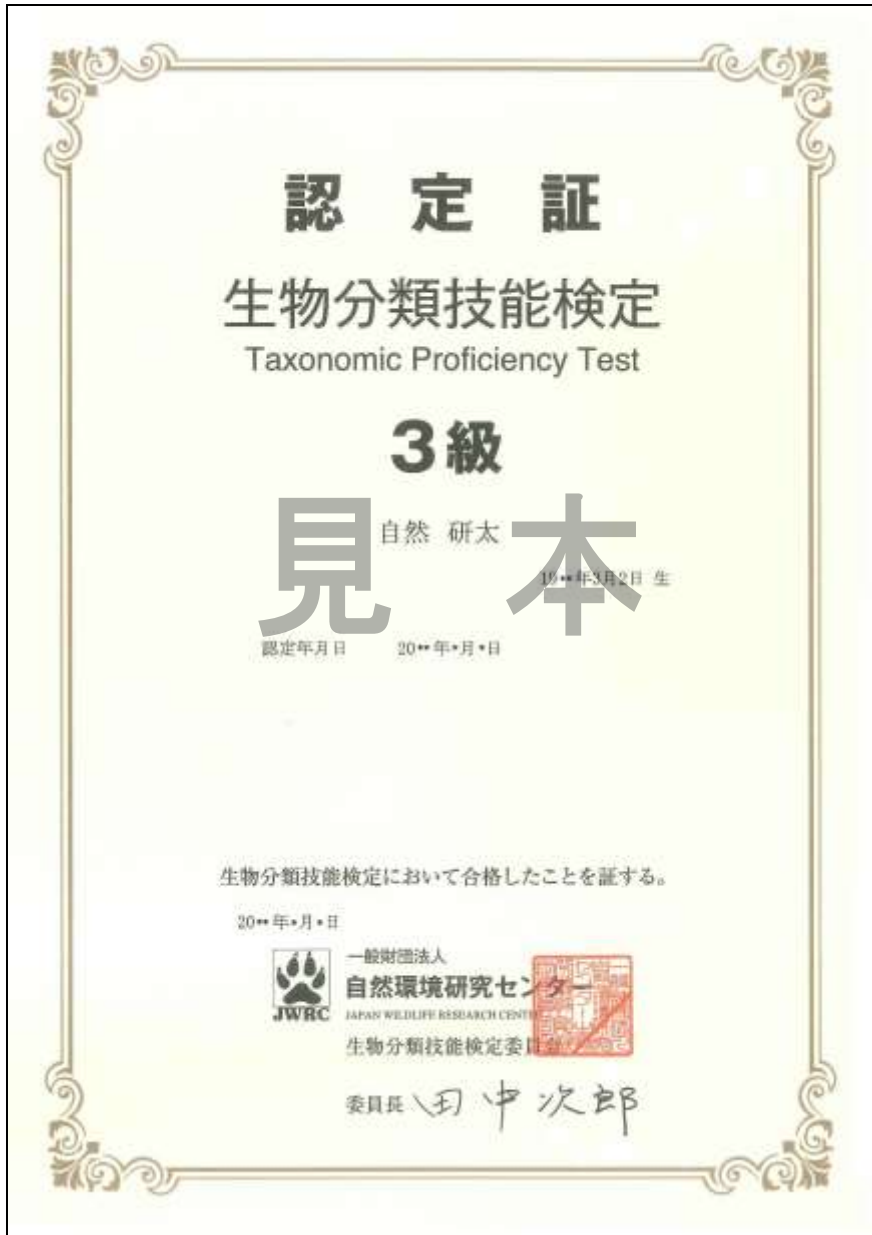 認定証
生物分類技能検定
Taxonomic Proficiency Test
3級
見本
自然 研太
19**年3月2日 生
認定年月日 20**年*月*日
生物分類技能検定において合格したことを証する。
20**年*月*日
一般財団法人
自然環境研究センター
JWRC
JAPAN WILDLIFE RESEARCH CENTER
生物分類技能検定委員会
委員長 田中次郎